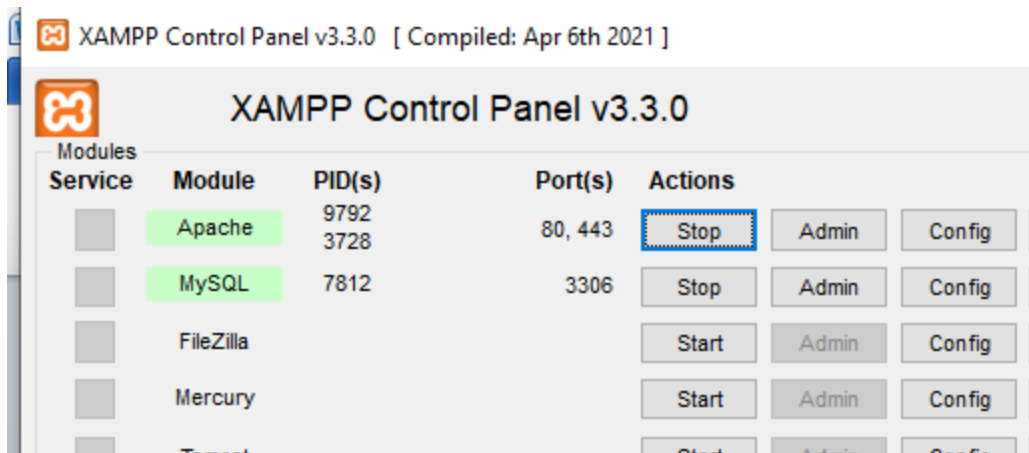 XAMPP Control Panel v3.3.0 [ Compiled: Apr 6th 2021 ]
XAMPP Control Panel v3.3.0
Modules
Service Module PID(s) Port(s) Actions
Apache 9792 3728 80, 443 Stop Admin Config
MySQL 7812 3306 Stop Admin Config
FileZilla Start Admin Config
Mercury Start Admin Config